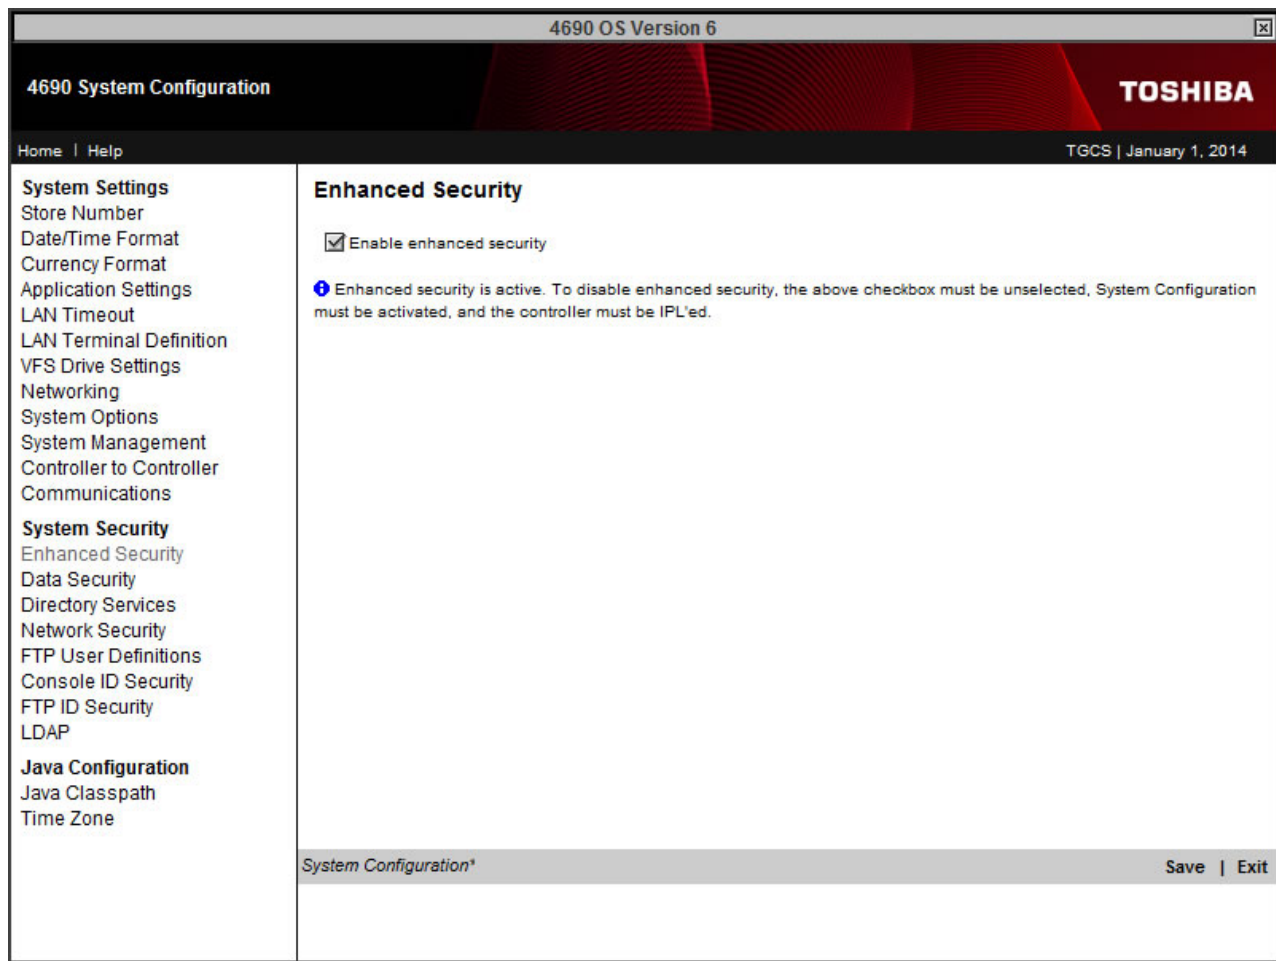 4690 OS Version 6
4690 System Configuration
TOSHIBA
Home | Help
TGCS | January 1, 2014
System Settings
Store Number
Date/Time Format
Currency Format
Application Settings
LAN Timeout
LAN Terminal Definition
VFS Drive Settings
Networking
System Options
System Management
Controller to Controller
Communications
System Security
Enhanced Security
Data Security
Directory Services
Network Security
FTP User Definitions
Console ID Security
FTP ID Security
LDAP
Java Configuration
Java Classpath
Time Zone
Enhanced Security
Enable enhanced security
Enhanced security is active. To disable enhanced security, the above checkbox must be unselected, System Configuration
must be activated, and the controller must be IPL'ed.
System Configuration*
Save | Exit